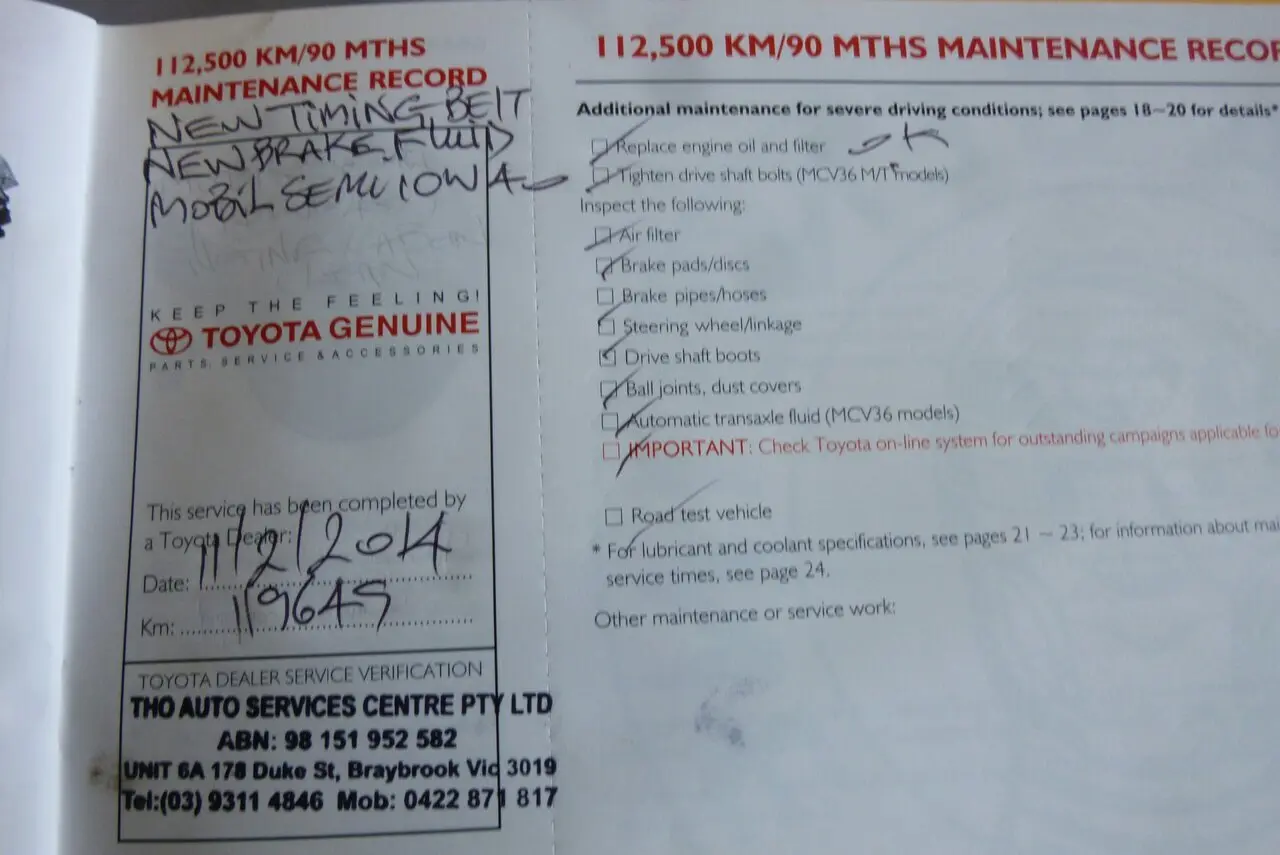 112,500 KM/90 MTHS
MAINTENANCE RECORD
NEW TIMING BELT
NEW BRAKE FLUID
MOBIL SEMI 10W 40
KEEP THE FEELING!
TOYOTA GENUINE
PARTS, SERVICE & ACCESSORIES
This service has been completed by
a Toyota Dealer:
Date: 11/2/2014
Km: 119645
TOYOTA DEALER SERVICE VERIFICATION
THO AUTO SERVICES CENTRE PTY LTD
ABN: 98 151 952 582
UNIT 6A 178 Duke St, Braybrook Vic 3019
Tel:(03) 9311 4846 Mob: 0422 871 817
112,500 KM/90 MTHS MAINTENANCE RECOR
Additional maintenance for severe driving conditions; see pages 18~20 for details*
Replace engine oil and filter OK
Tighten drive shaft bolts (MCV36 M/T models)
Inspect the following:
Air filter
Brake pads/discs
Brake pipes/hoses
Steering wheel/linkage
Drive shaft boots
Ball joints, dust covers
Automatic transaxle fluid (MCV36 models)
IMPORTANT: Check Toyota on-line system for outstanding campaigns applicable fo
Road test vehicle
* For lubricant and coolant specifications, see pages 21 ~ 23; for information about mai
service times, see page 24.
Other maintenance or service work: